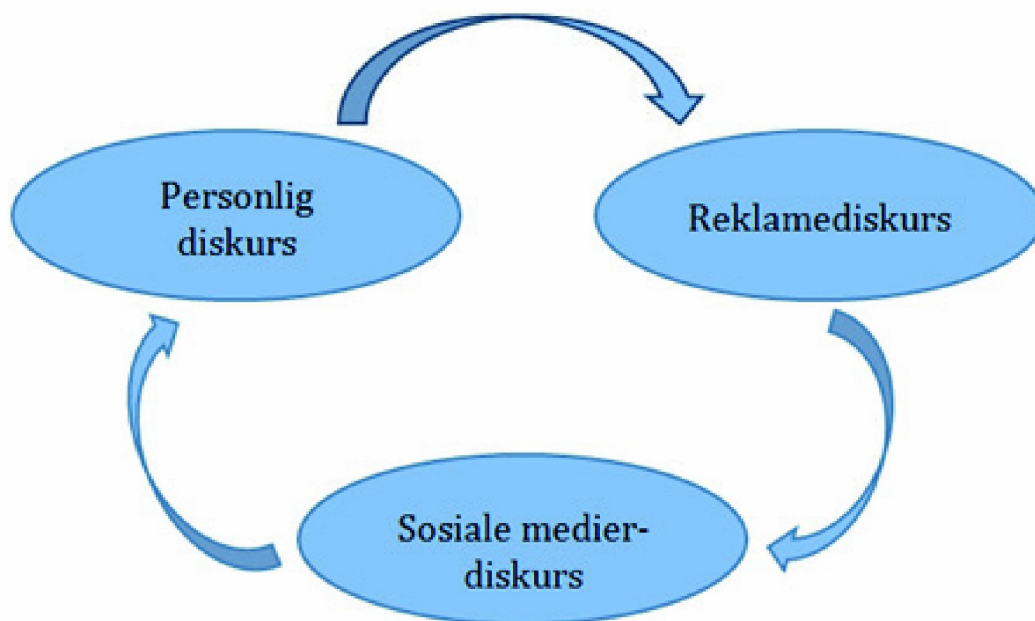 Personlig
diskurs
Reklamediskurs
Sosiale medier-
diskurs